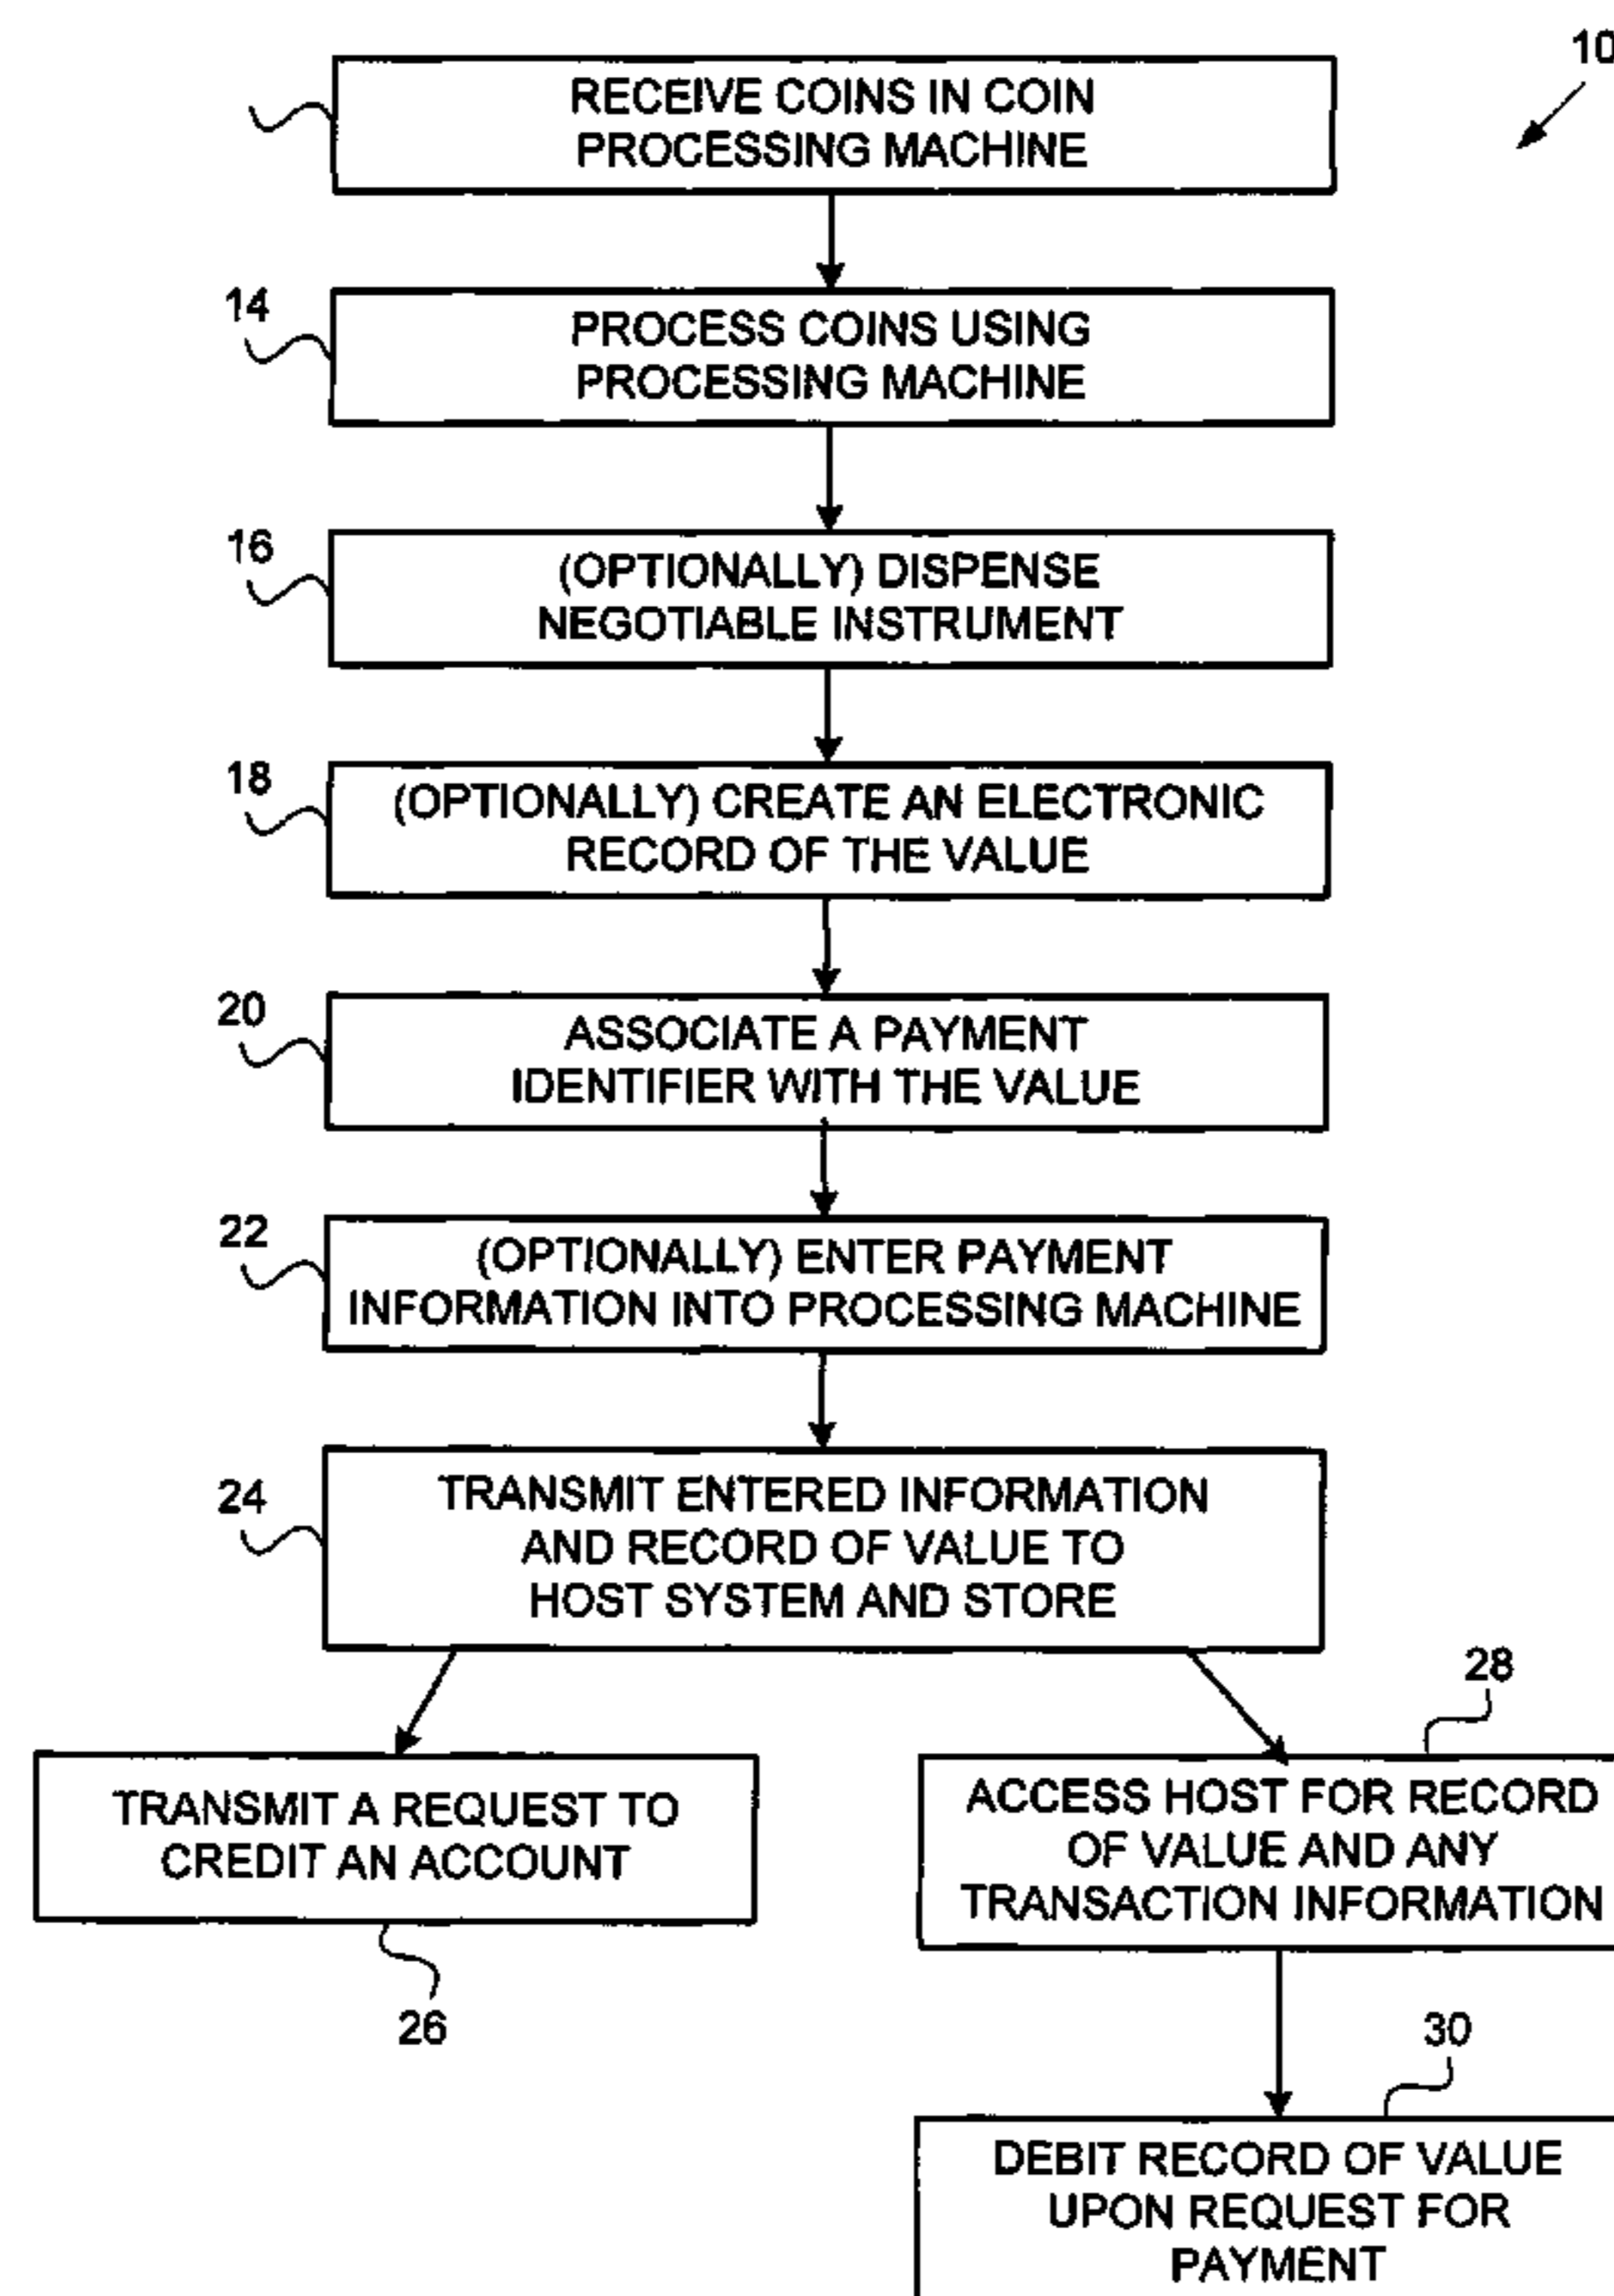 10
RECEIVE COINS IN COIN
PROCESSING MACHINE
14
PROCESS COINS USING
PROCESSING MACHINE
16
(OPTIONALLY) DISPENSE
NEGOTIABLE INSTRUMENT
18
(OPTIONALLY) CREATE AN ELECTRONIC
RECORD OF THE VALUE
20
ASSOCIATE A PAYMENT
IDENTIFIER WITH THE VALUE
22
(OPTIONALLY) ENTER PAYMENT
INFORMATION INTO PROCESSING MACHINE
24
TRANSMIT ENTERED INFORMATION
AND RECORD OF VALUE TO
HOST SYSTEM AND STORE
TRANSMIT A REQUEST TO
CREDIT AN ACCOUNT
26
28
ACCESS HOST FOR RECORD
OF VALUE AND ANY
TRANSACTION INFORMATION
30
DEBIT RECORD OF VALUE
UPON REQUEST FOR
PAYMENT